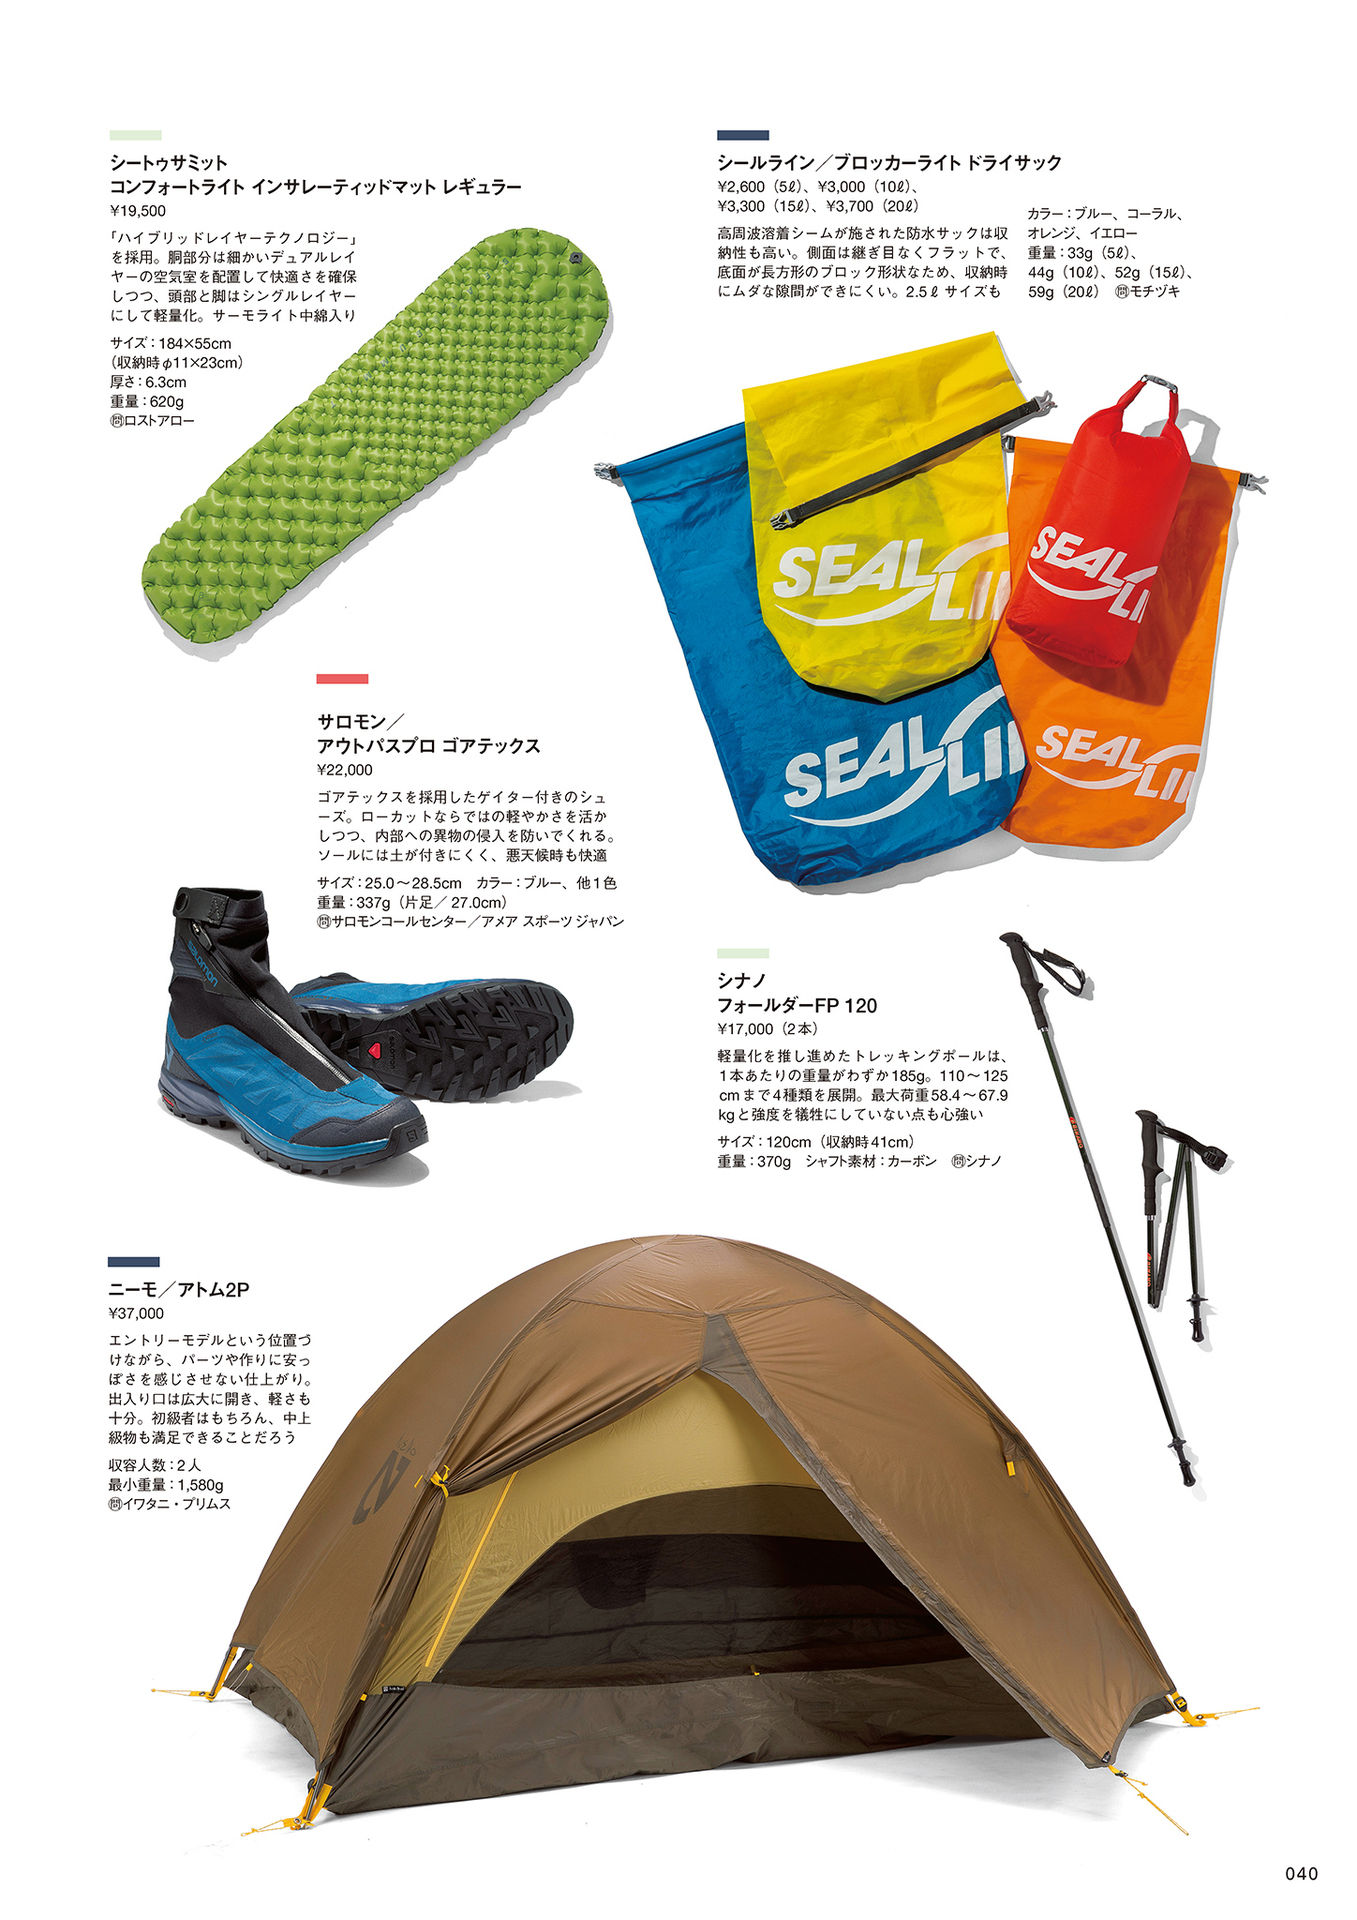 シートゥサミット
コンフォートライト インサレーティッドマット レギュラー
¥19,500
「ハイブリッドレイヤーテクノロジー」
を採用。胴部分は細かいデュアルレイ
ヤーの空気室を配置して快適さを確保
しつつ、頭部と脚はシングルレイヤー
にして軽量化。サーモライト中綿入り
サイズ：184×55cm
（収納時φ11×23cm）
厚さ：6.3cm
重量：620g
㉄ロストアロー
シールライン／ブロッカーライト ドライサック
¥2,600（5ℓ）、¥3,000（10ℓ）、
¥3,300（15ℓ）、¥3,700（20ℓ）
高周波溶着シームが施された防水サックは収
納性も高い。側面は継ぎ目なくフラットで、
底面が長方形のブロック形状なため、収納時
にムダな隙間ができにくい。2.5ℓ サイズも
カラー：ブルー、コーラル、
オレンジ、イエロー
重量：33g（5ℓ）、
44g（10ℓ）、52g（15ℓ）、
59g（20ℓ） ㉄モチヅキ
SEAL LI
SEAL LI
SEAL LI
SEAL LI
サロモン／
アウトパスプロ ゴアテックス
¥22,000
ゴアテックスを採用したゲイター付きのシュ
ーズ。ローカットならではの軽やかさを活か
しつつ、内部への異物の侵入を防いでくれる。
ソールには土が付きにくく、悪天候時も快適
サイズ：25.0～28.5cm　カラー：ブルー、他1色
重量：337g（片足／27.0cm）
㉄サロモンコールセンター／アメア スポーツ ジャパン
salomon
salomon
シナノ
フォールダーFP 120
¥17,000（2本）
軽量化を推し進めたトレッキングポールは、
1本あたりの重量がわずか185g。110～125
cmまで4種類を展開。最大荷重58.4～67.9
kgと強度を犠牲にしていない点も心強い
サイズ：120cm（収納時41cm）
重量：370g　シャフト素材：カーボン　㉄シナノ
ニーモ／アトム2P
¥37,000
エントリーモデルという位置づ
けながら、パーツや作りに安っ
ぽさを感じさせない仕上がり。
出入り口は広大に開き、軽さも
十分。初級者はもちろん、中上
級物も満足できることだろう
収容人数：2人
最小重量：1,580g
㉄イワタニ・プリムス
040